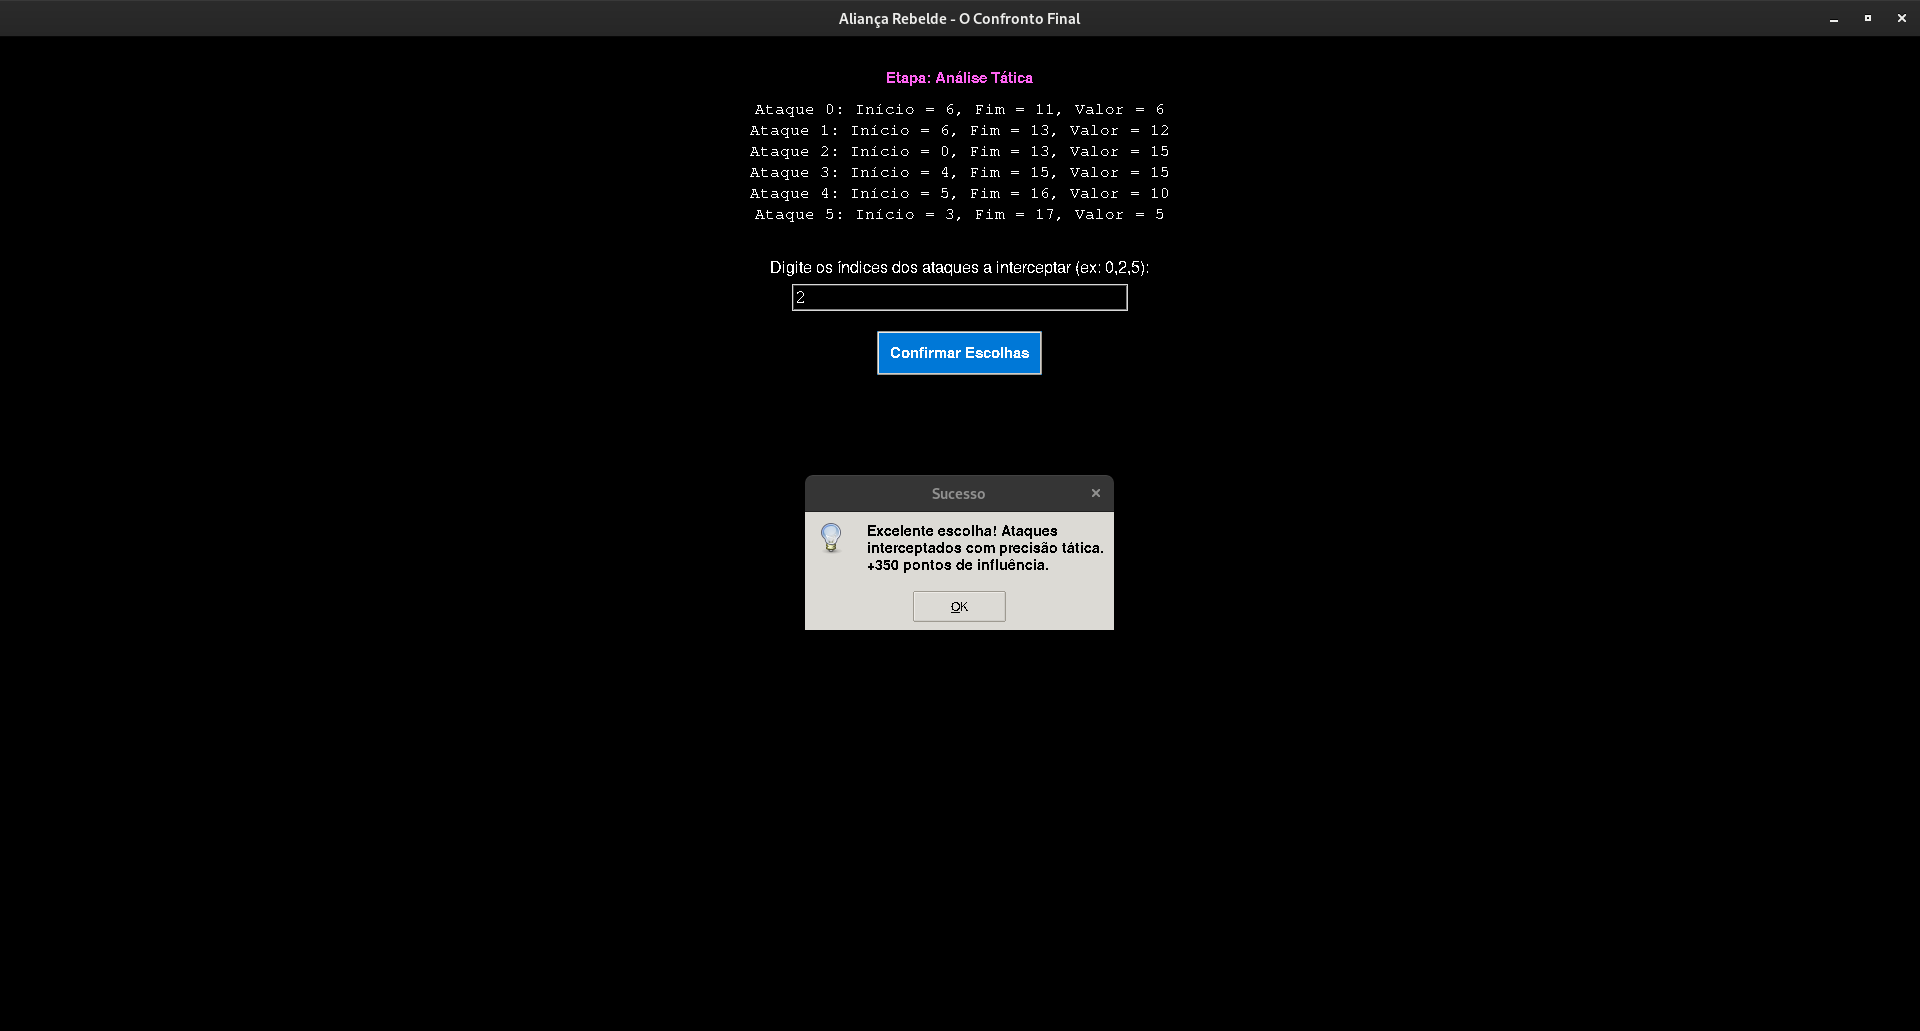 Aliança Rebelde - O Confronto Final
Etapa: Análise Tática
Ataque 0: Início = 6, Fim = 11, Valor = 6
Ataque 1: Início = 6, Fim = 13, Valor = 12
Ataque 2: Início = 0, Fim = 13, Valor = 15
Ataque 3: Início = 4, Fim = 15, Valor = 15
Ataque 4: Início = 5, Fim = 16, Valor = 10
Ataque 5: Início = 3, Fim = 17, Valor = 5
Digite os índices dos ataques a interceptar (ex: 0,2,5):
2
Confirmar Escolhas
Sucesso
Excelente escolha! Ataques
interceptados com precisão tática.
+350 pontos de influência.
OK